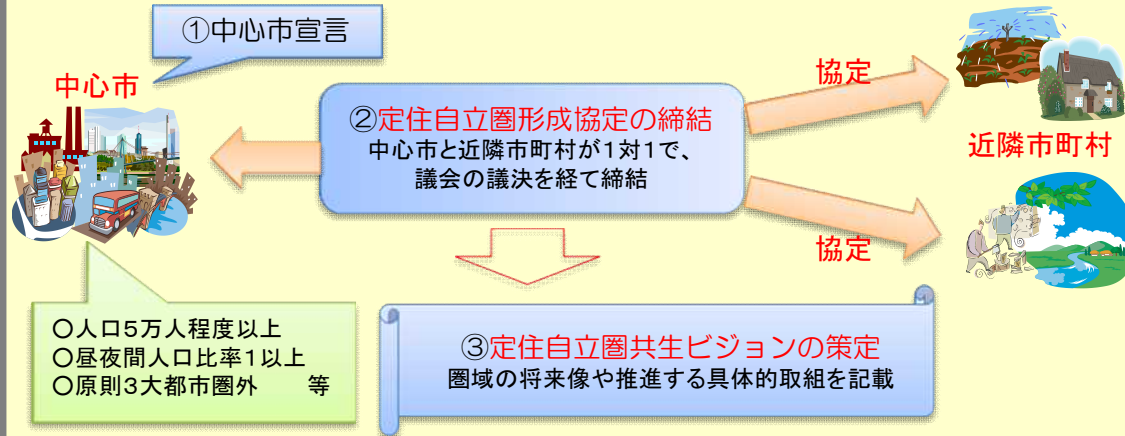 ①中心市宣言
中心市
②定住自立圏形成協定の締結
中心市と近隣市町村が1対1で、
議会の議決を経て締結
協定
近隣市町村
協定
○人口5万人程度以上
○昼夜間人口比率1以上
○原則3大都市圏外　等
③定住自立圏共生ビジョンの策定
圏域の将来像や推進する具体的取組を記載